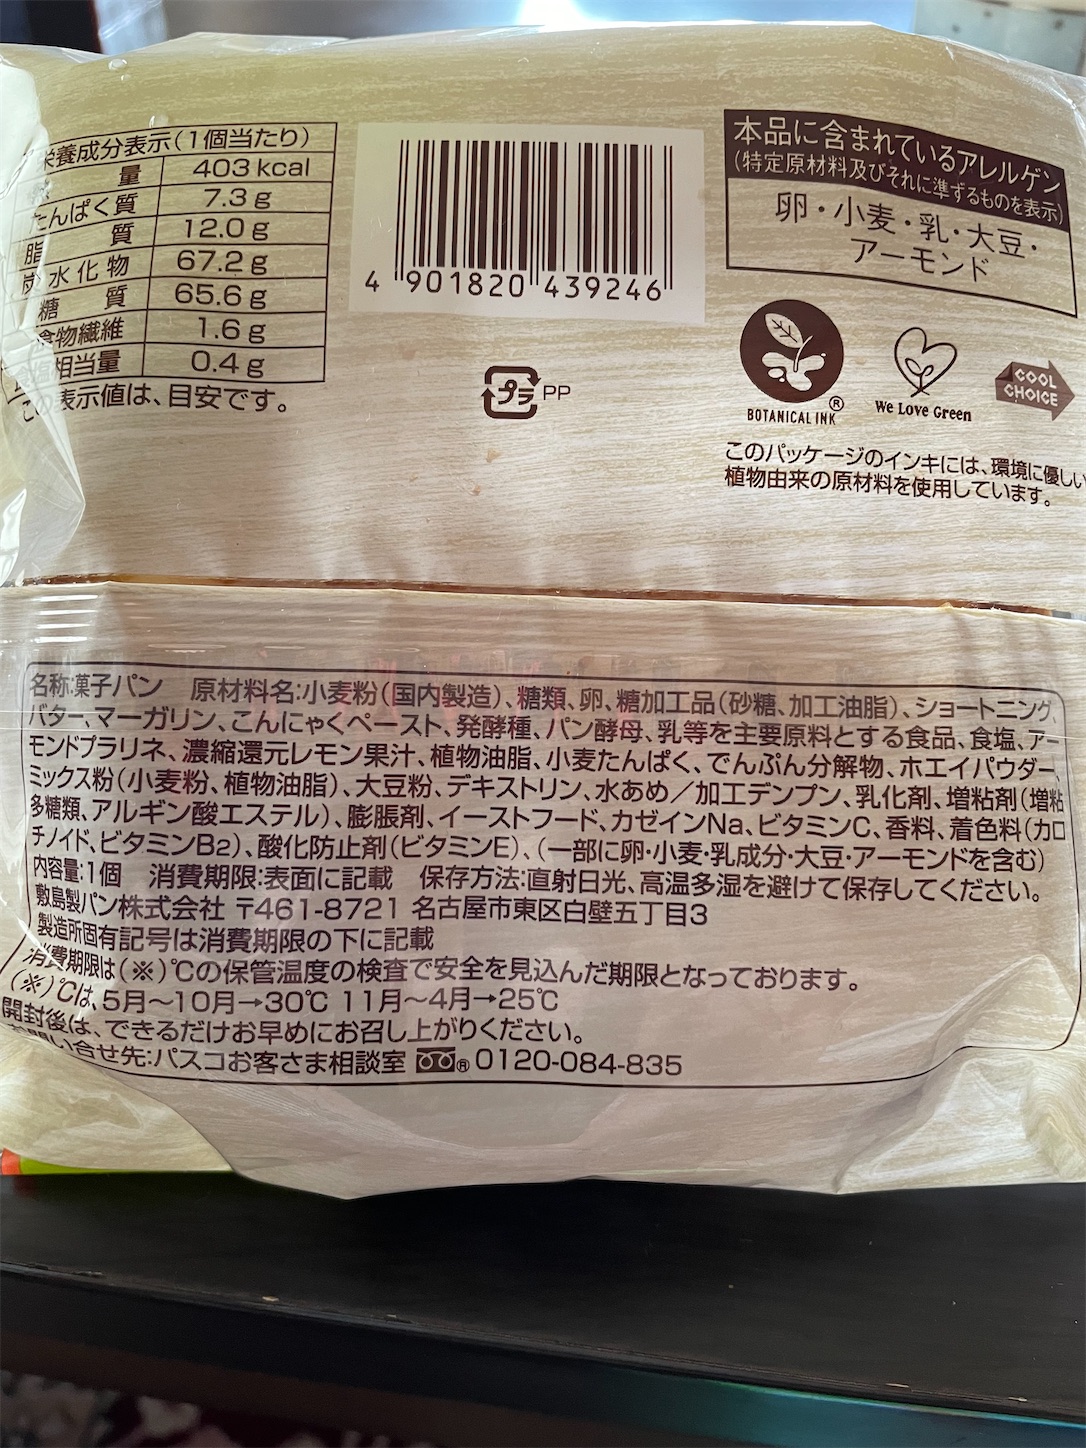 栄養成分表示(1個当たり)
量 403 kcal
たんぱく質 7.3 g
脂質 12.0 g
炭水化物 67.2 g
糖質 65.6 g
食物繊維 1.6 g
相当量 0.4 g
この表示値は、目安です。
4 901820 439246
プラ PP
本品に含まれているアレルゲン
(特定原材料及びそれに準ずるものを表示)
卵・小麦・乳・大豆・
アーモンド
BOTANICAL INK®
We Love Green
COOL
CHOICE
このパッケージのインキには、環境に優しい
植物由来の原材料を使用しています。
名称:菓子パン 原材料名:小麦粉(国内製造)、糖類、卵、糖加工品(砂糖、加工油脂)、ショートニング、
バター、マーガリン、こんにゃくペースト、発酵種、パン酵母、乳等を主要原料とする食品、食塩、アー
モンドプラリネ、濃縮還元レモン果汁、植物油脂、小麦たんぱく、でんぷん分解物、ホエイパウダー、
ミックス粉(小麦粉、植物油脂)、大豆粉、デキストリン、水あめ/加工デンプン、乳化剤、増粘剤(増粘
多糖類、アルギン酸エステル)、膨脹剤、イーストフード、カゼインNa、ビタミンC、香料、着色料(カロ
チノイド、ビタミンB2)、酸化防止剤(ビタミンE)、(一部に卵・小麦・乳成分・大豆・アーモンドを含む)
内容量:1個 消費期限:表面に記載 保存方法:直射日光、高温多湿を避けて保存してください。
敷島製パン株式会社 〒461-8721 名古屋市東区白壁五丁目3
製造所固有記号は消費期限の下に記載
消費期限は(※)℃の保管温度の検査で安全を見込んだ期限となっております。
(※)℃は、5月~10月→30℃ 11月~4月→25℃
開封後は、できるだけお早めにお召し上がりください。
お問い合せ先:パスコお客さま相談室 ® 0120-084-835